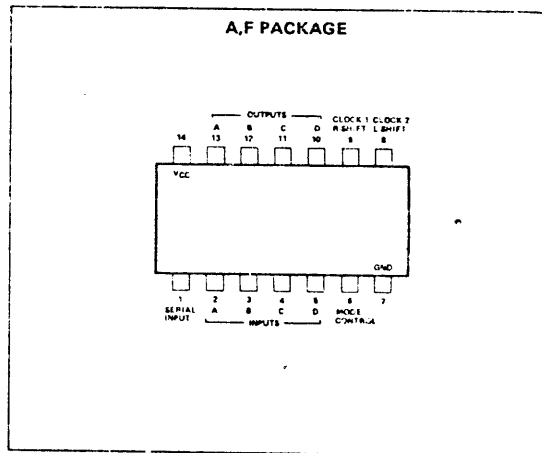 A,F PACKAGE
OUTPUTS
A B C D CLOCK 1 CLOCK 2
R SHIFT L SHIFT
14 13 12 11 10 9 8
VCC
GND
1 2 3 4 5 6 7
SERIAL INPUT A B C D MODE CONTROL
INPUTS